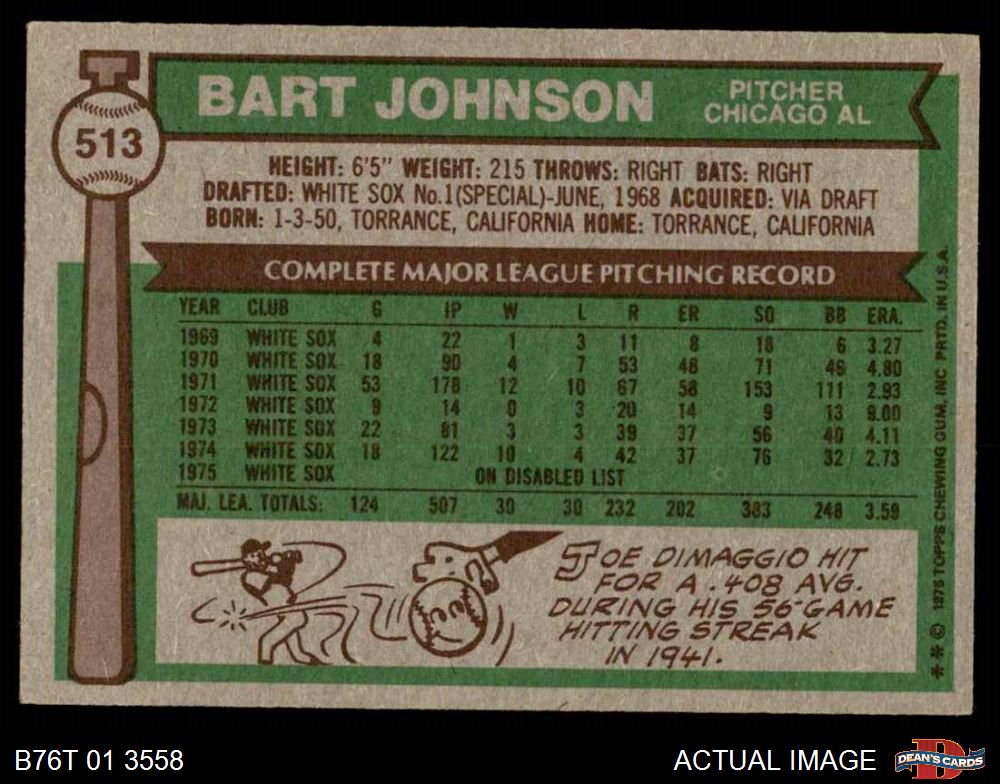 513
BART JOHNSON
PITCHER
CHICAGO AL
HEIGHT: 6'5" WEIGHT: 215 THROWS: RIGHT BATS: RIGHT
DRAFTED: WHITE SOX No.1(SPECIAL)-JUNE, 1968 ACQUIRED: VIA DRAFT
BORN: 1-3-50, TORRANCE, CALIFORNIA HOME: TORRANCE, CALIFORNIA
COMPLETE MAJOR LEAGUE PITCHING RECORD
YEAR CLUB G IP W L R ER SO BB ERA.
1969 WHITE SOX 4 22 1 3 11 8 18 6 3.27
1970 WHITE SOX 18 90 4 7 53 48 71 46 4.80
1971 WHITE SOX 53 178 12 10 67 58 153 111 2.93
1972 WHITE SOX 9 14 0 3 20 14 9 13 9.00
1973 WHITE SOX 22 81 3 3 39 37 56 40 4.11
1974 WHITE SOX 18 122 10 4 42 37 76 32 2.73
1975 WHITE SOX ON DISABLED LIST
MAJ. LEA. TOTALS: 124 507 30 30 232 202 383 248 3.59
JOE DIMAGGIO HIT
FOR A .408 AVG.
DURING HIS 56-GAME
HITTING STREAK
IN 1941.
** © 1976 TOPPS CHEWING GUM, INC PRTD. IN U.S.A.
B76T 01 3558
ACTUAL IMAGE
DEAN'S CARDS